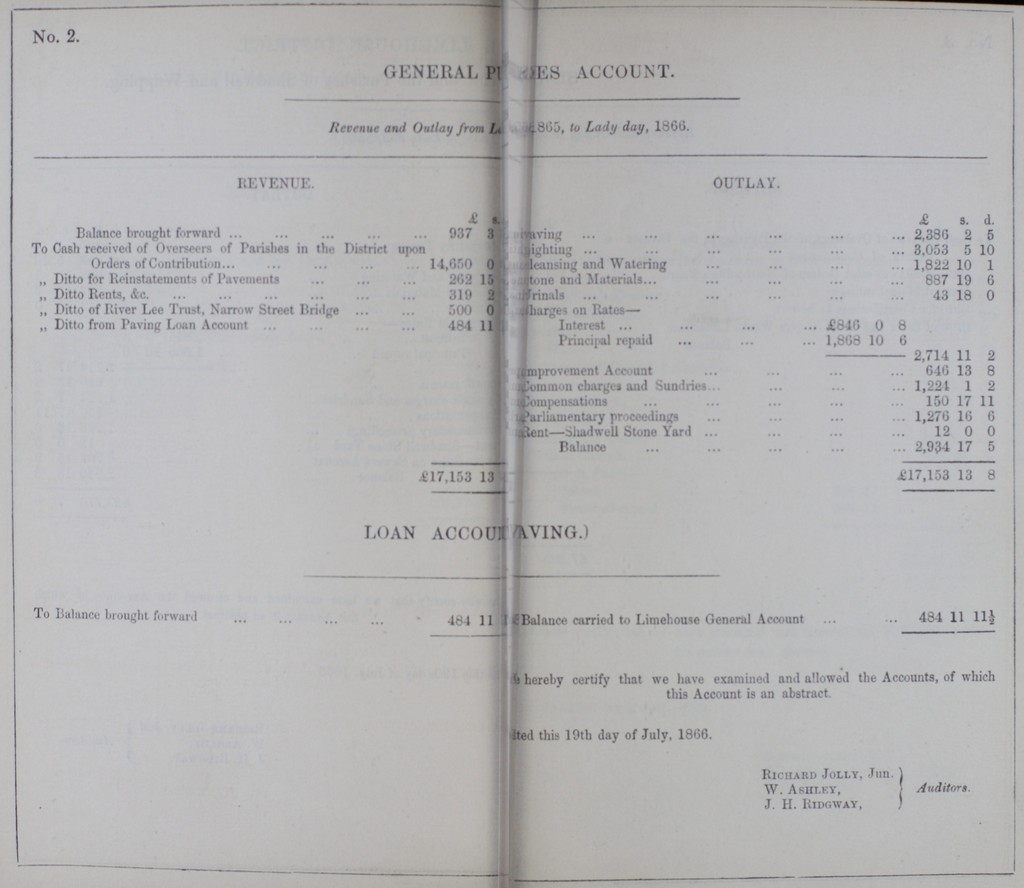 No. 2.
GENERAL P ES ACCOUNT.
Revenue and Outlay from L 1865, to Lady day, 1866.
REVENUE.
£ s.
Balance brought forward ... ... ... ... ... 937 3
To Cash received of Overseers of Parishes in the District upon
Orders of Contribution... ... ... ... ... 14,650 0
„ Ditto for Reinstatements of Pavements ... ... ... 262 15
„ Ditto Rents, &c. ... ... ... ... ... ... 319 2
„ Ditto of River Lee Trust, Narrow Street Bridge ... ... 500 0
„ Ditto from Paving Loan Account ... ... ... ... 484 11
£17,153 13
OUTLAY.
£ s. d.
aving ... ... ... ... ... ... 2,386 2 5
ighting ... ... ... ... ... ... 3,053 5 10
leansing and Watering ... ... ... ... 1,822 10 1
tone and Materials... ... ... ... ... 887 19 6
rinals ... ... ... ... ... ... 43 18 0
harges on Rates—
Interest ... ... ... ... £846 0 8
Principal repaid ... ... ... 1,868 10 6
2,714 11 2
mprovement Account ... ... ... ... 646 13 8
Common charges and Sundries... ... ... ... 1,224 1 2
Compensations ... ... ... ... ... 150 17 11
Parliamentary proceedings ... ... ... ... 1,276 16 6
Rent—Shadwell Stone Yard ... ... ... ... 12 0 0
Balance ... ... ... ... ... 2,934 17 5
£17,153 13 8
LOAN ACCOU AVING.)
To Balance brought forward ... ... ... ... 484 11
Balance carried to Limehouse General Account ... ... 484 11 11½
hereby certify that we have examined and allowed the Accounts, of which
this Account is an abstract.
ted this 19th day of July, 1866.
RICHARD JOLLY, Jun.
W. ASHLEY,
J. H. RIDGWAY,
Auditors.